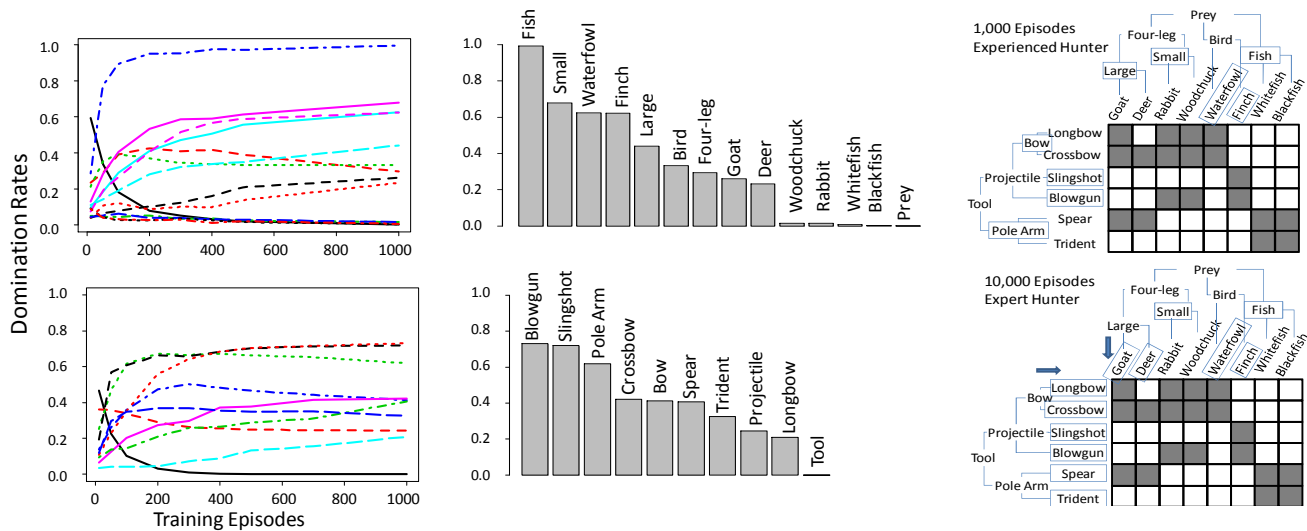 Dominations Rates
1.0
0.8
0.6
0.4
0.2
0.0
0 200 400 600 800 1000
1.0
0.8
0.6
0.4
0.2
0.0
Fish
Small
Waterfowl
Finch
Large
Bird
Four-leg
Goat
Deer
Woodchuck
Rabbit
Whitefish
Blackfish
Prey
1,000 Episodes
Experienced Hunter
Prey
Four-leg
Bird
Small
Fish
Large
Goat
Deer
Rabbit
Woodchuck
Waterfowl
Finch
Whitefish
Blackfish
Longbow
Bow
Crossbow
Projectile
Slingshot
Blowgun
Tool
Spear
Pole Arm
Trident
1.0
0.8
0.6
0.4
0.2
0.0
0 200 400 600 800 1000
Training Episodes
1.0
0.8
0.6
0.4
0.2
0.0
Blowgun
Slingshot
Pole Arm
Crossbow
Bow
Spear
Trident
Projectile
Longbow
Tool
10,000 Episodes
Expert Hunter
Prey
Four-leg
Bird
Small
Fish
Large
Goat
Deer
Rabbit
Woodchuck
Waterfowl
Finch
Whitefish
Blackfish
Longbow
Bow
Crossbow
Projectile
Slingshot
Blowgun
Tool
Spear
Pole Arm
Trident